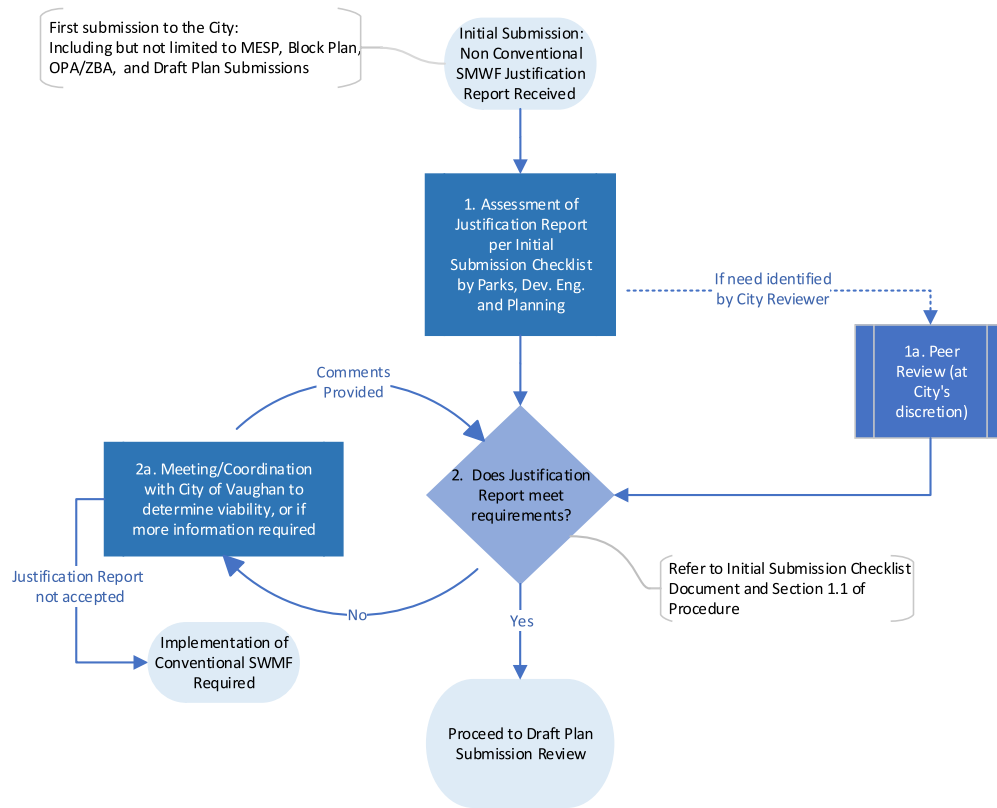 First submission to the City:
Including but not limited to MESP, Block Plan,
OPA/ZBA, and Draft Plan Submissions
Initial Submission:
Non Conventional
SMWF Justification
Report Received
1. Assessment of
Justification Report
per Initial
Submission Checklist
by Parks, Dev. Eng.
and Planning
If need identified
by City Reviewer
1a. Peer
Review (at
City's
discretion)
Comments
Provided
2a. Meeting/Coordination
with City of Vaughan to
determine viability, or if
more information required
2. Does Justification
Report meet
requirements?
Justification Report
not accepted
No
Refer to Initial Submission Checklist
Document and Section 1.1 of
Procedure
Yes
Implementation of
Conventional SWMF
Required
Proceed to Draft Plan
Submission Review